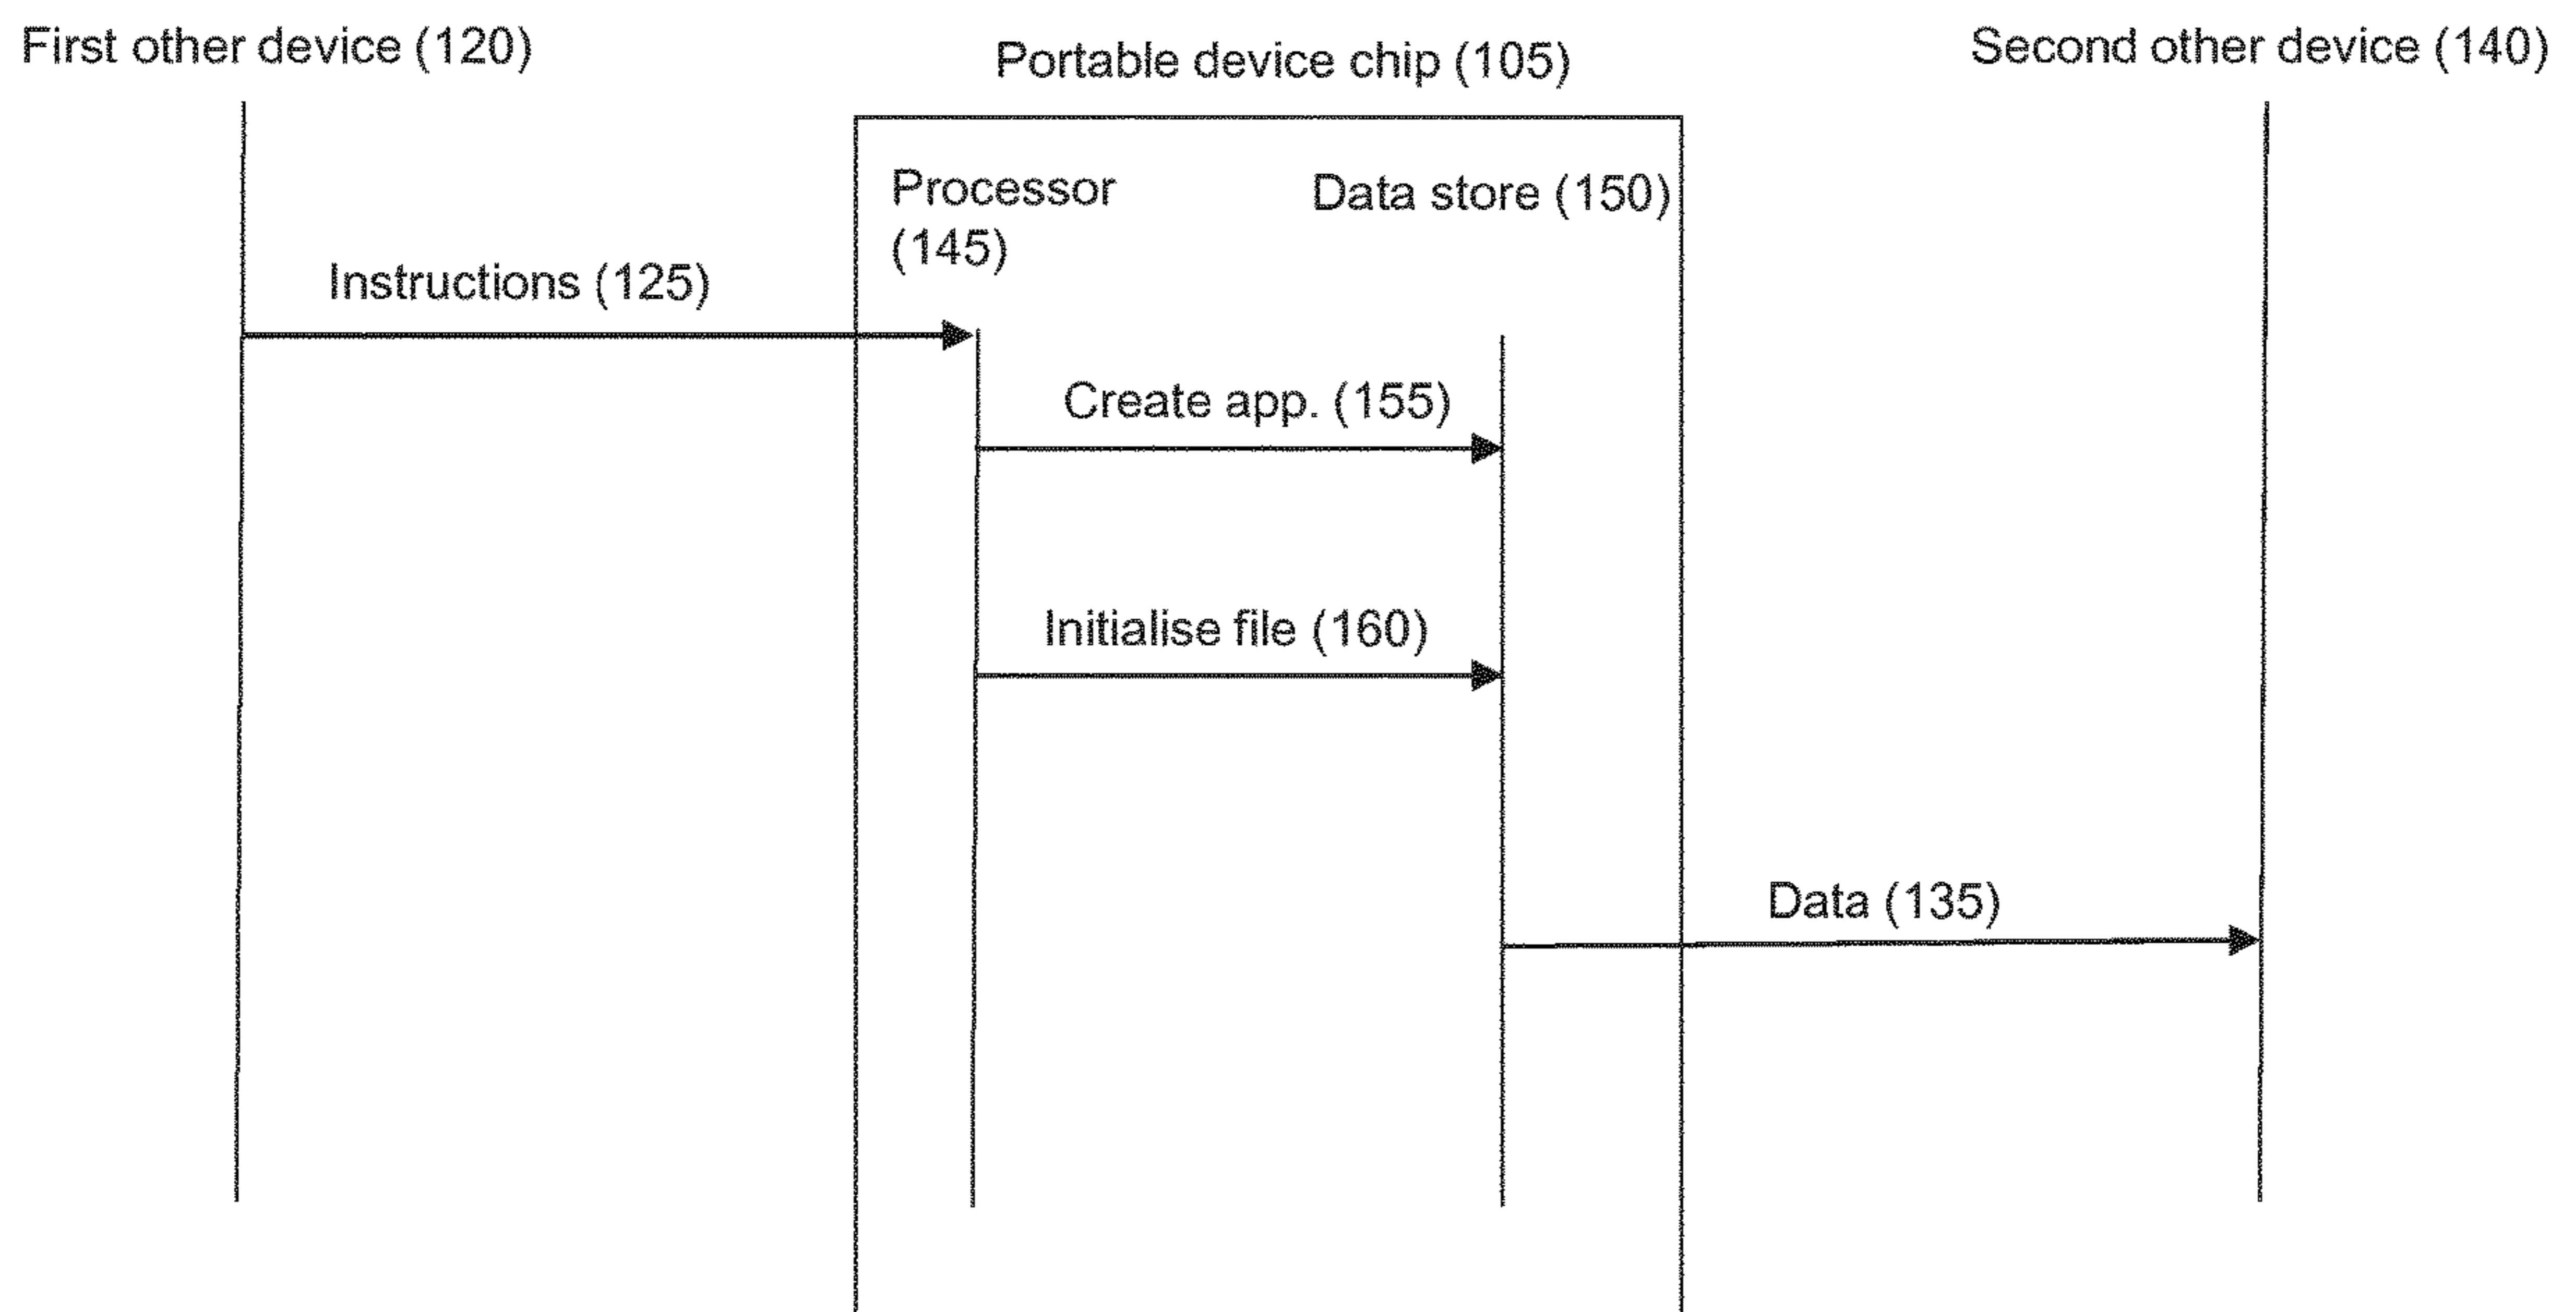 First other device (120)
Portable device chip (105)
Second other device (140)
Processor
(145)
Data store (150)
Instructions (125)
Create app. (155)
Initialise file (160)
Data (135)